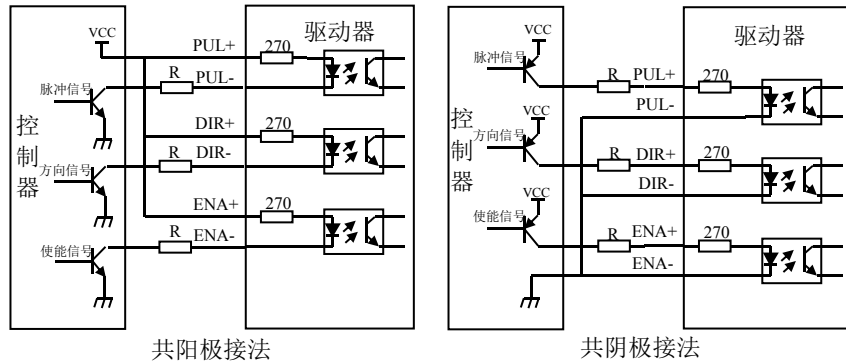 VCC
PUL+
270
驱动器
脉冲信号
R
PUL-
控制器
DIR+
270
方向信号
R
DIR-
ENA+
270
使能信号
R
ENA-
共阳极接法
VCC
驱动器
脉冲信号
R
PUL+
270
PUL-
控制器
VCC
方向信号
R
DIR+
270
DIR-
VCC
使能信号
R
ENA+
270
ENA-
共阴极接法